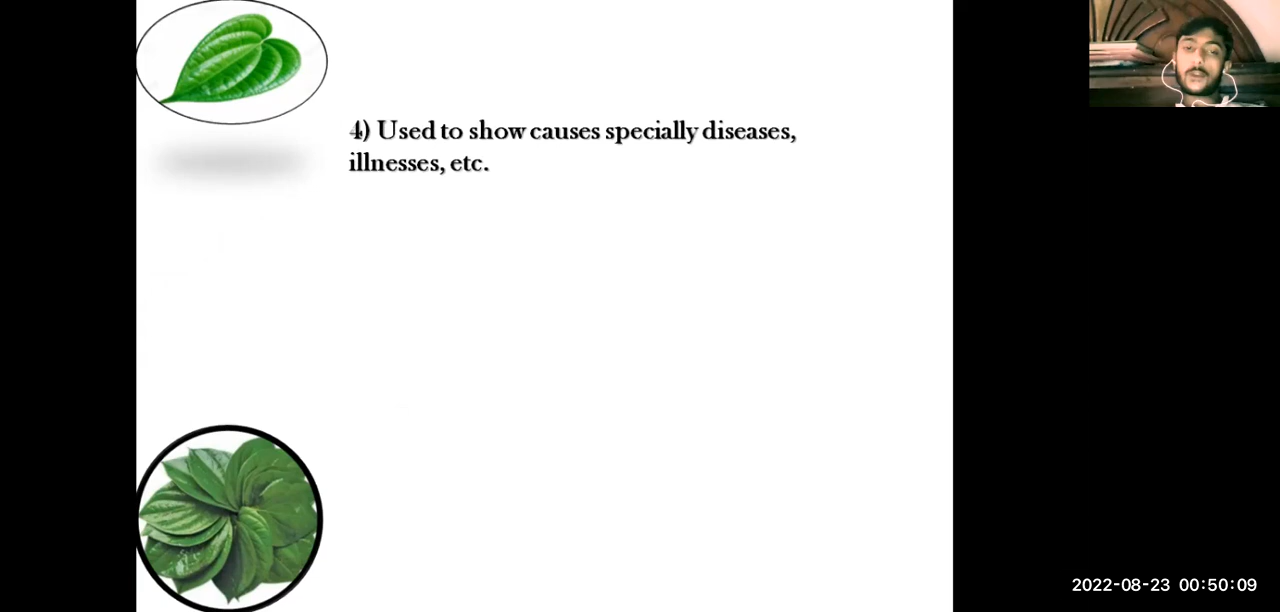 4) Used to show causes specially diseases,
illnesses, etc.
2022-08-23 00:50:09